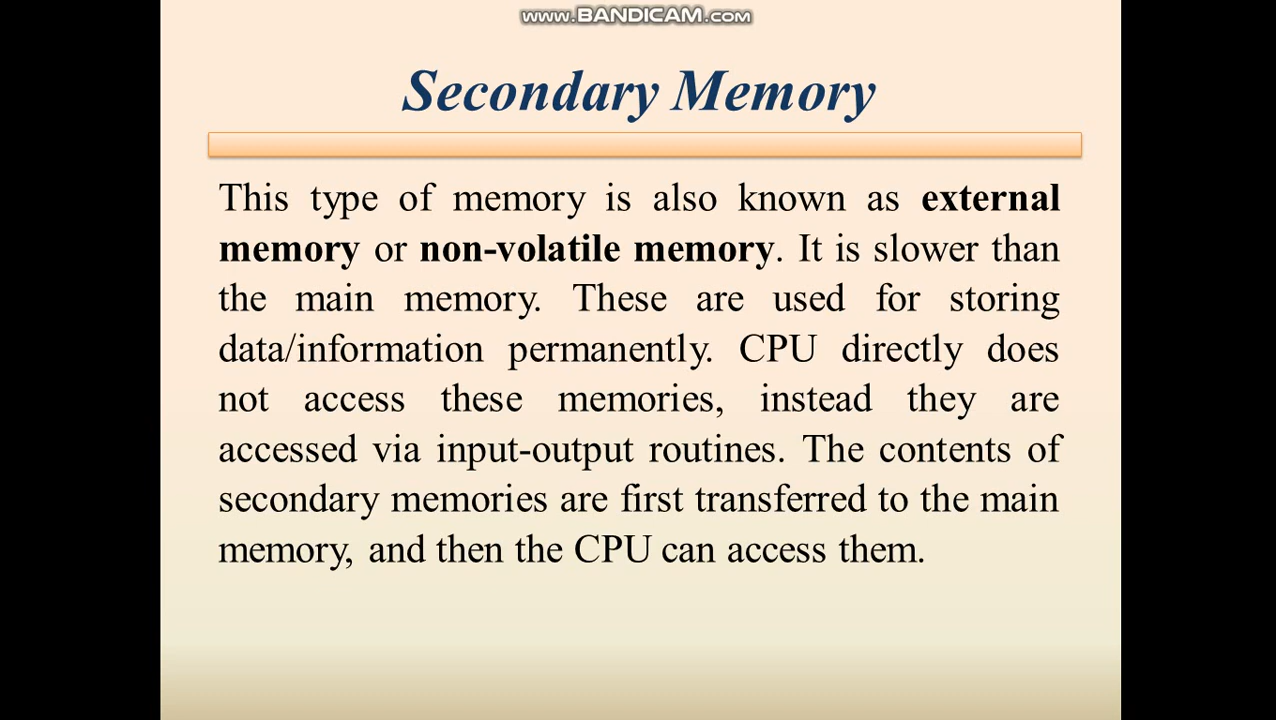 www.BANDICAM.com
Secondary Memory
This type of memory is also known as external
memory or non-volatile memory. It is slower than
the main memory. These are used for storing
data/information permanently. CPU directly does
not access these memories, instead they are
accessed via input-output routines. The contents of
secondary memories are first transferred to the main
memory, and then the CPU can access them.